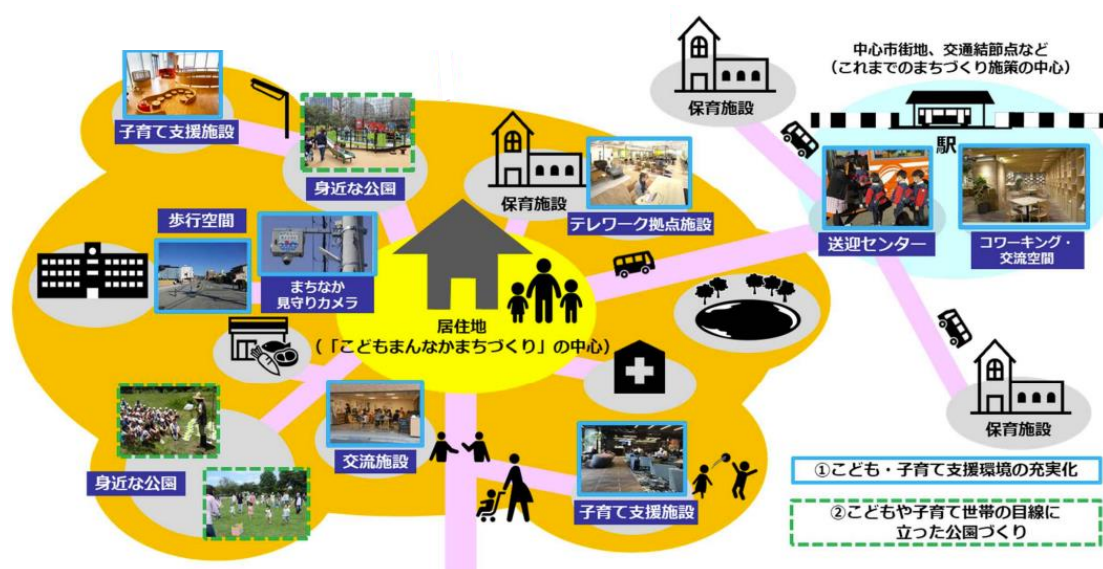 中心市街地、交通結節点など
（これまでのまちづくり施策の中心）
保育施設
駅
子育て支援施設
身近な公園
保育施設
テレワーク拠点施設
送迎センター
コワーキング・
交流空間
歩行空間
まちなか
見守りカメラ
居住地
（「こどもまんなかまちづくり」の中心）
保育施設
身近な公園
交流施設
子育て支援施設
①こども・子育て支援環境の充実化
②こどもや子育て世帯の目線に
立った公園づくり